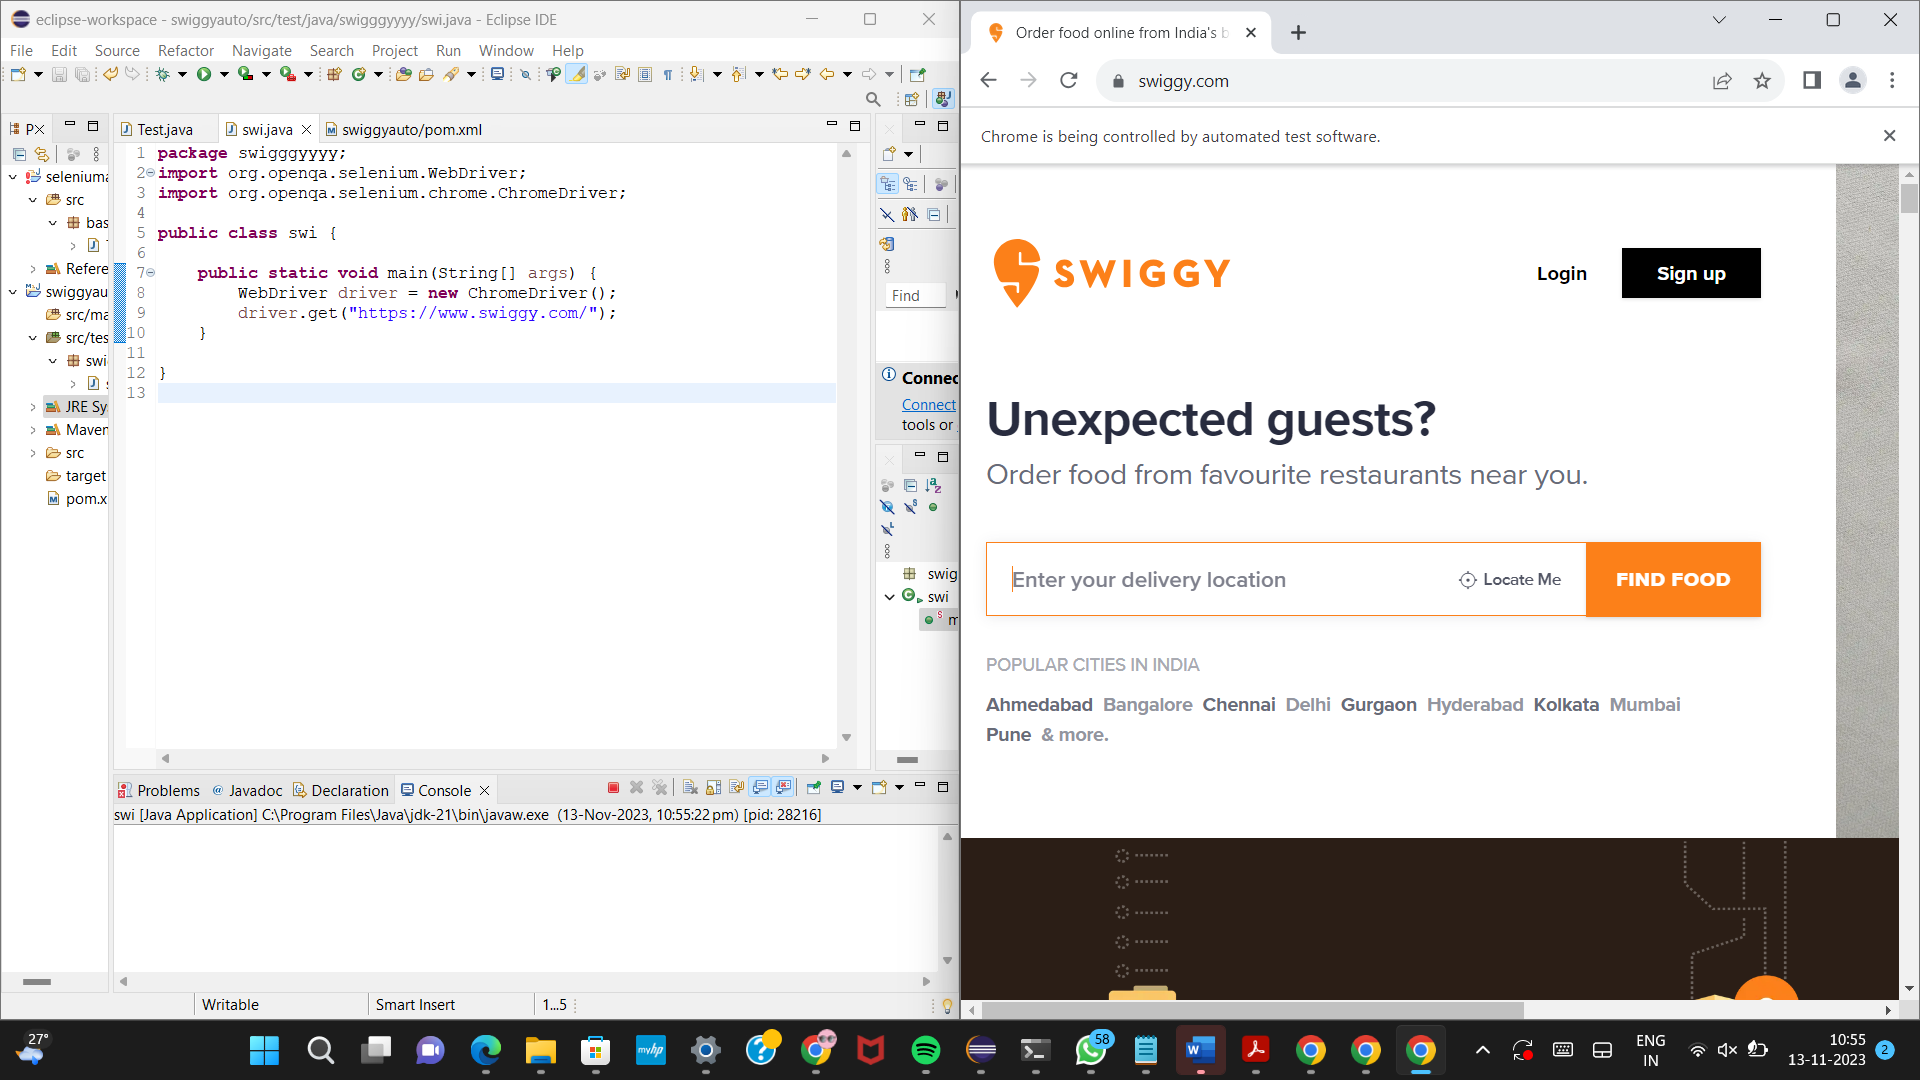 eclipse-workspace - swiggyauto/src/test/java/swigggyyyy/swi.java - Eclipse IDE
File Edit Source Refactor Navigate Search Project Run Window Help
P
Test.java
swi.java
swiggyauto/pom.xml
selenium
src
bas
Refere
swiggyau
src/ma
src/tes
swi
s
JRE Sy
Maven
src
target
pom.x
1 package swigggyyyy;
2 import org.openqa.selenium.WebDriver;
3 import org.openqa.selenium.chrome.ChromeDriver;
4
5 public class swi {
6
7 public static void main(String[] args) {
8 WebDriver driver = new ChromeDriver();
9 driver.get("https://www.swiggy.com/");
10 }
11
12 }
13
Find
Connec
Connect
tools or
swig
swi
m
Problems
Javadoc
Declaration
Console
swi [Java Application] C:\Program Files\Java\jdk-21\bin\javaw.exe (13-Nov-2023, 10:55:22 pm) [pid: 28216]
Writable
Smart Insert
1...5
Order food online from India's b
swiggy.com
Chrome is being controlled by automated test software.
SWIGGY
Login
Sign up
Unexpected guests?
Order food from favourite restaurants near you.
Enter your delivery location
Locate Me
FIND FOOD
POPULAR CITIES IN INDIA
Ahmedabad Bangalore Chennai Delhi Gurgaon Hyderabad Kolkata Mumbai
Pune & more.
27°
myhp
58
ENG
IN
10:55
13-11-2023
2